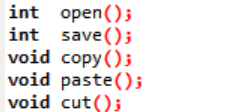 int  open();
int  save();
void copy();
void paste();
void cut();